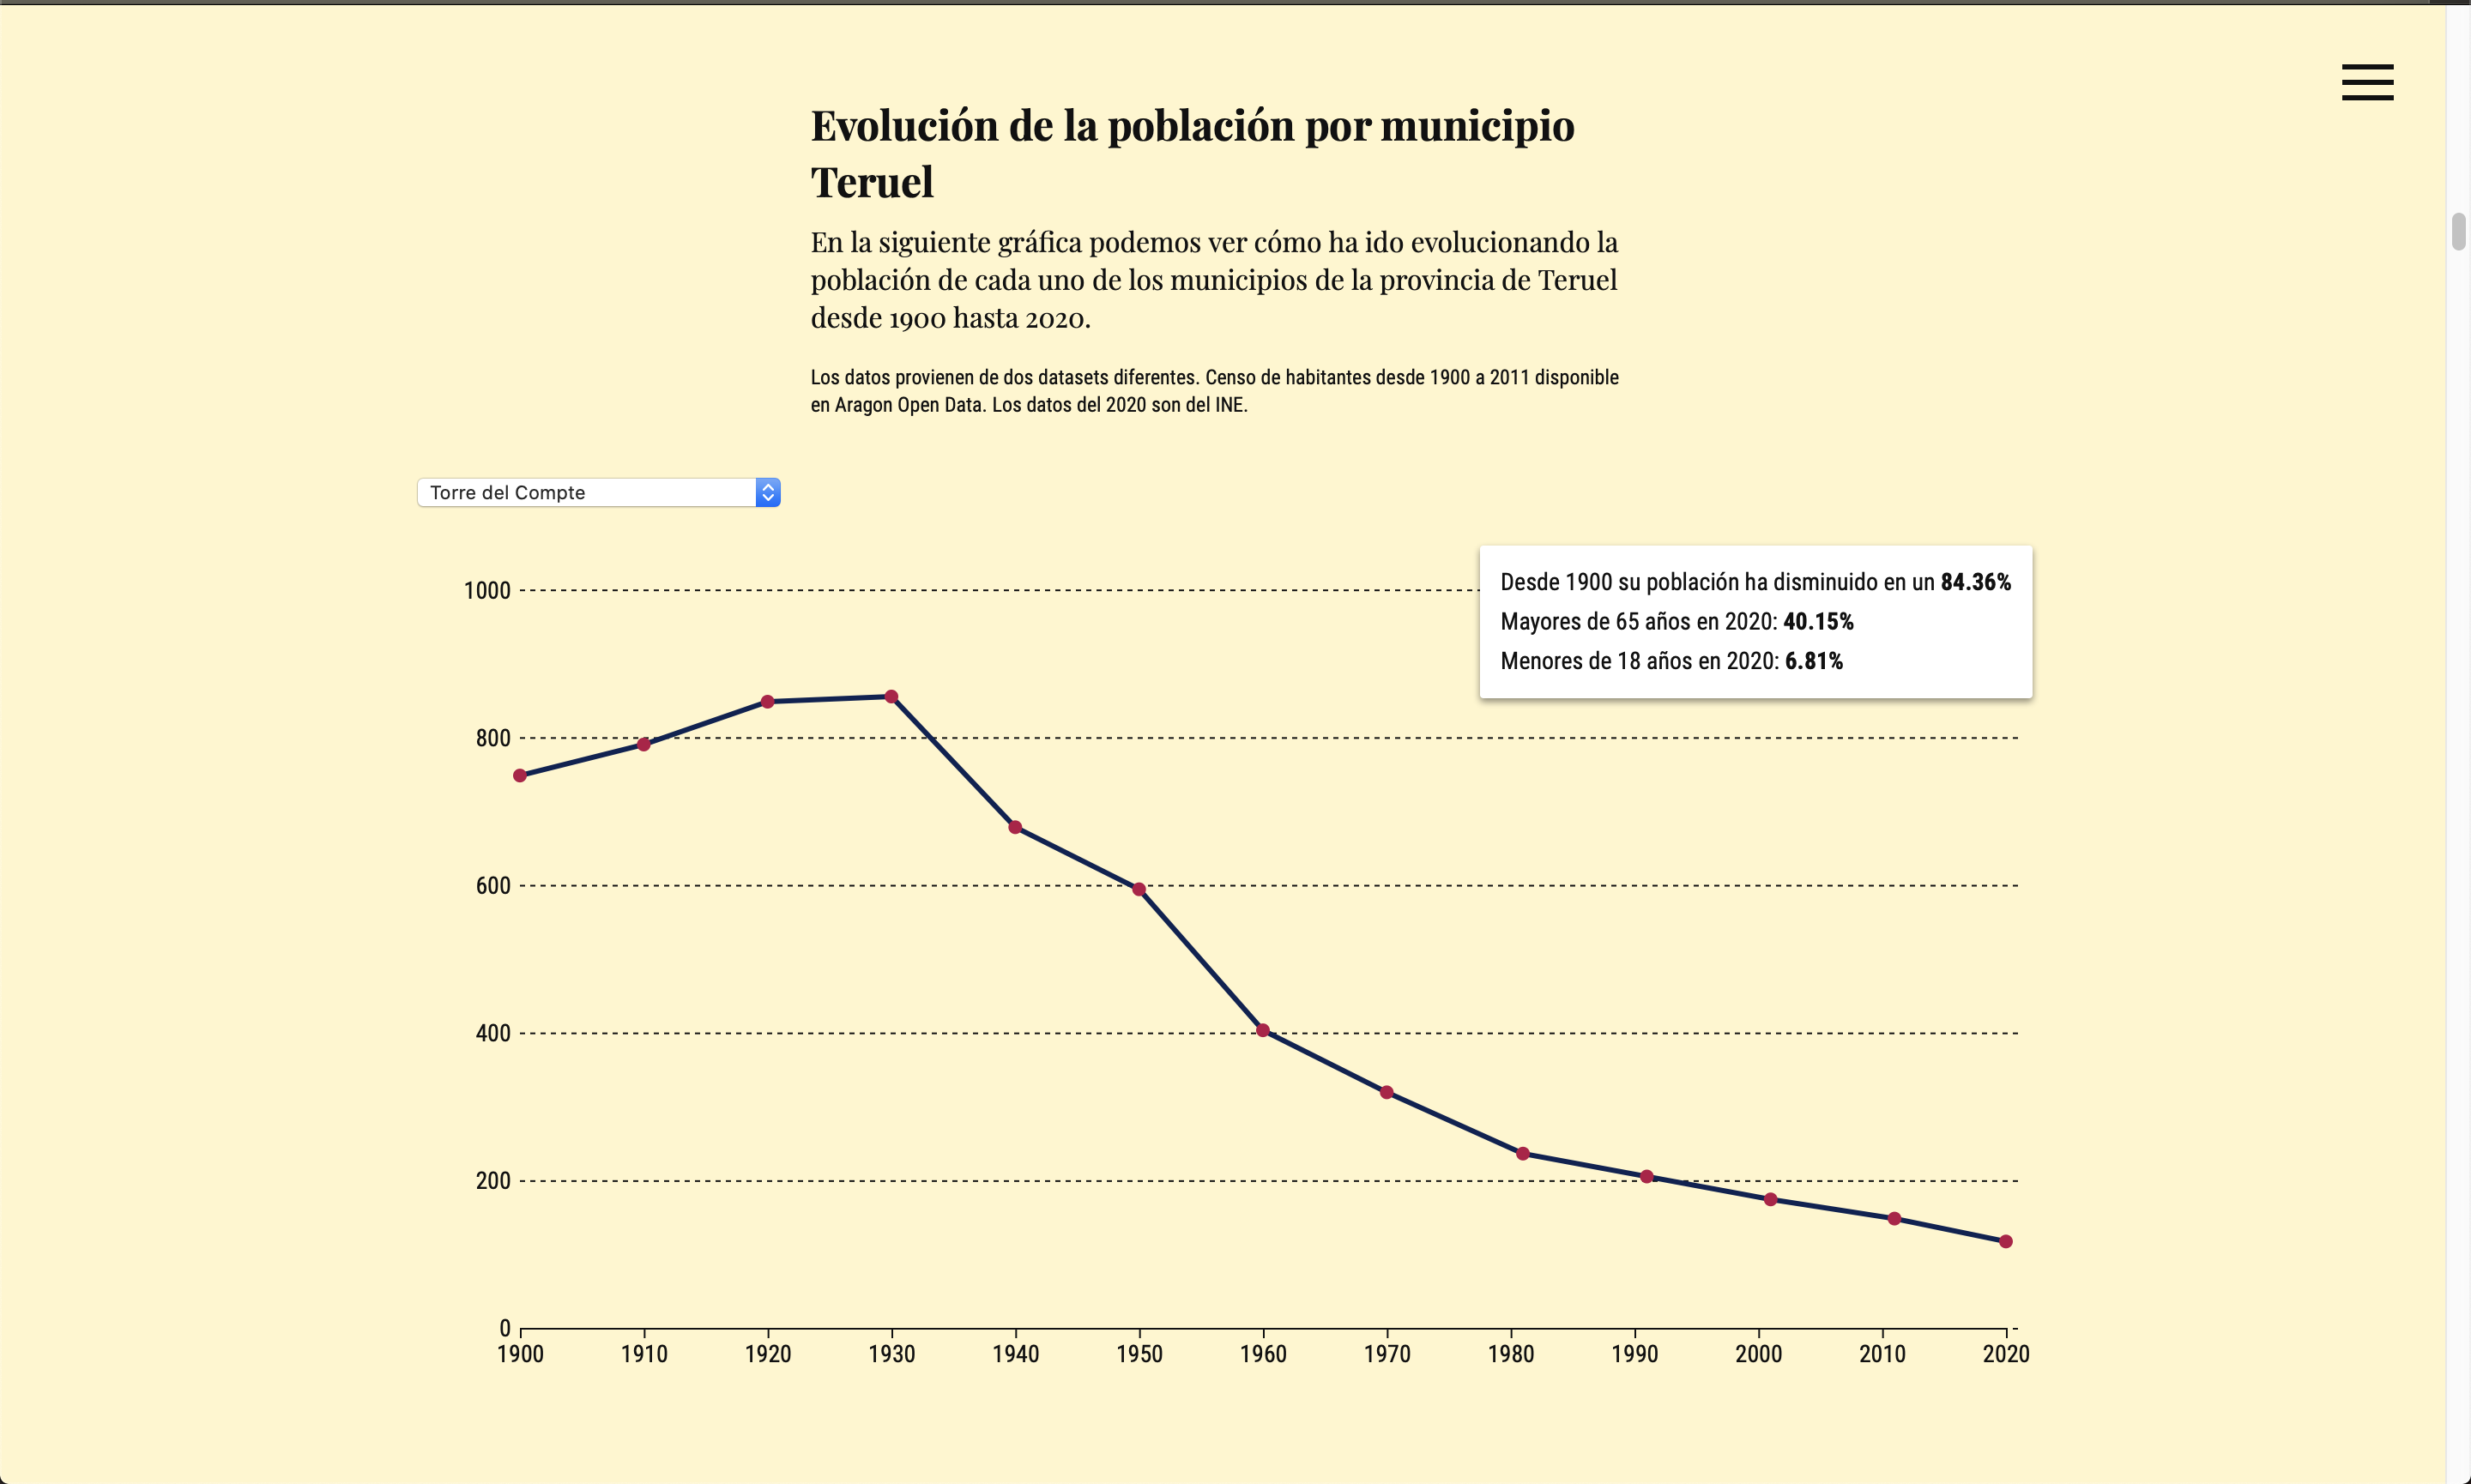 Evolución de la población por municipio
Teruel
En la siguiente gráfica podemos ver cómo ha ido evolucionando la
población de cada uno de los municipios de la provincia de Teruel
desde 1900 hasta 2020.
Los datos provienen de dos datasets diferentes. Censo de habitantes desde 1900 a 2011 disponible
en Aragon Open Data. Los datos del 2020 son del INE.
Torre del Compte
Desde 1900 su población ha disminuido en un 84.36%
Mayores de 65 años en 2020: 40.15%
Menores de 18 años en 2020: 6.81%
1000
800
600
400
200
0
1900 1910 1920 1930 1940 1950 1960 1970 1980 1990 2000 2010 2020